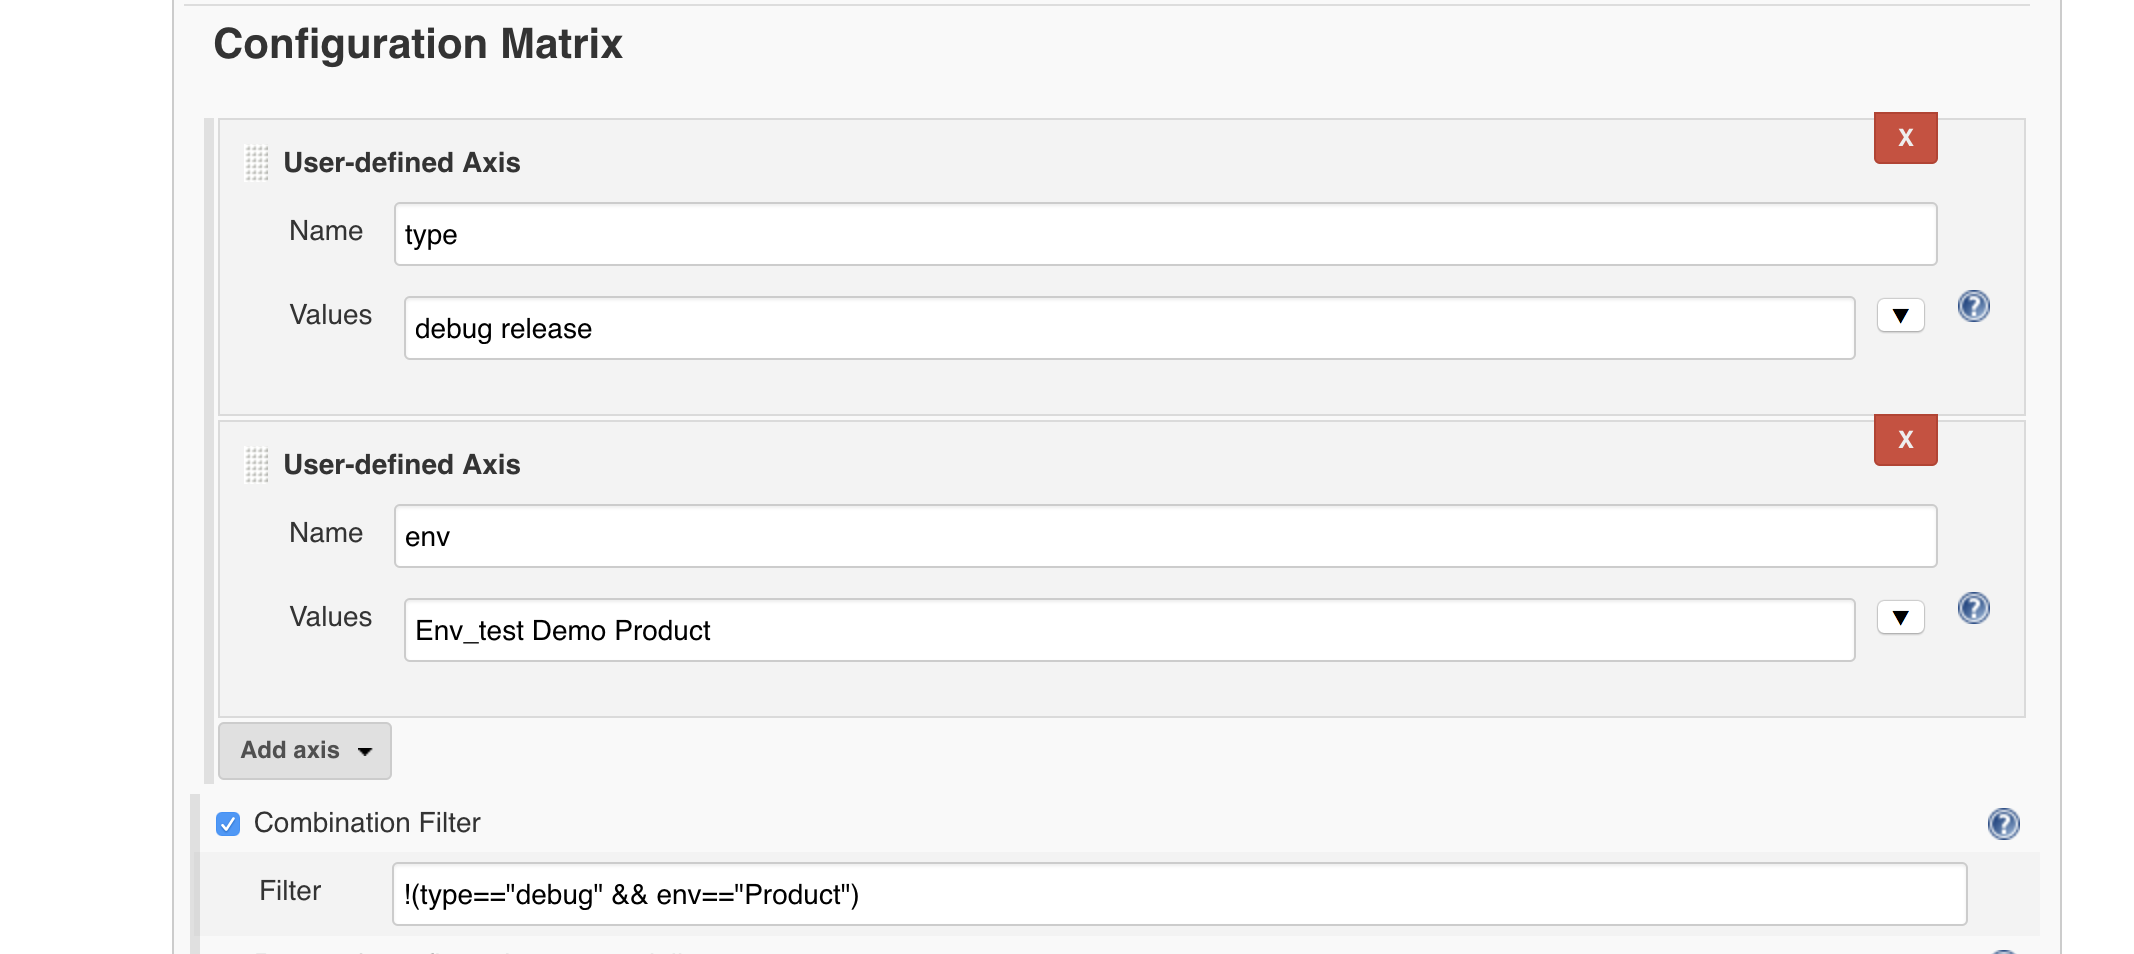 Configuration Matrix
X
User-defined Axis
Name type
Values debug release ▼ ?
X
User-defined Axis
Name env
Values Env_test Demo Product ▼ ?
Add axis
Combination Filter ?
Filter !(type=="debug" && env=="Product")